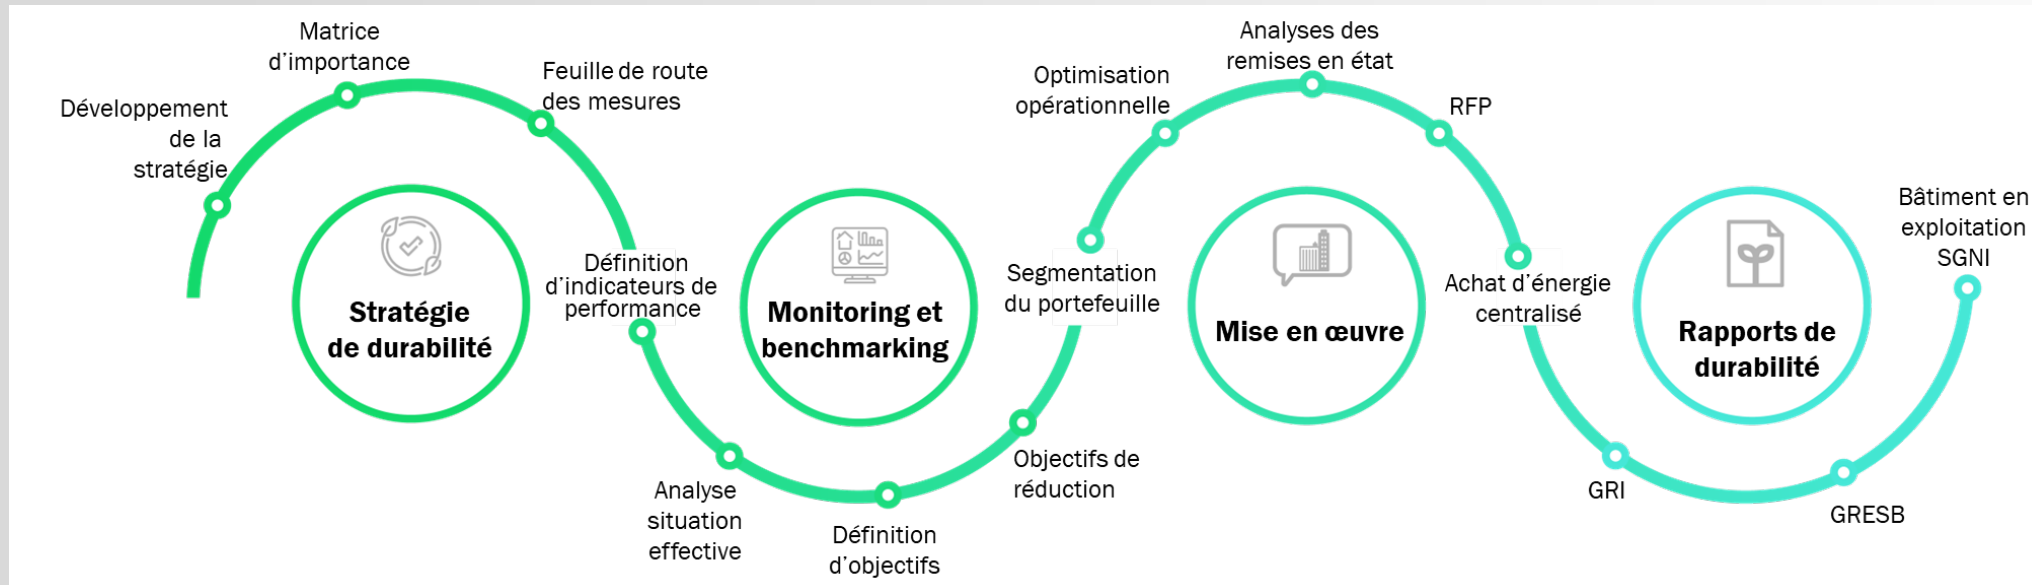 Développement
de la
stratégie
Matrice
d’importance
Feuille de route
des mesures
Stratégie
de durabilité
Définition
d’indicateurs de
performance
Analyse
situation
effective
Définition
d’objectifs
Objectifs de
réduction
Monitoring et
benchmarking
Segmentation
du portefeuille
Optimisation
opérationnelle
Analyses des
remises en état
RFP
Mise en œuvre
Achat d’énergie
centralisé
GRI
GRESB
Bâtiment en
exploitation
SGNI
Rapports de
durabilité